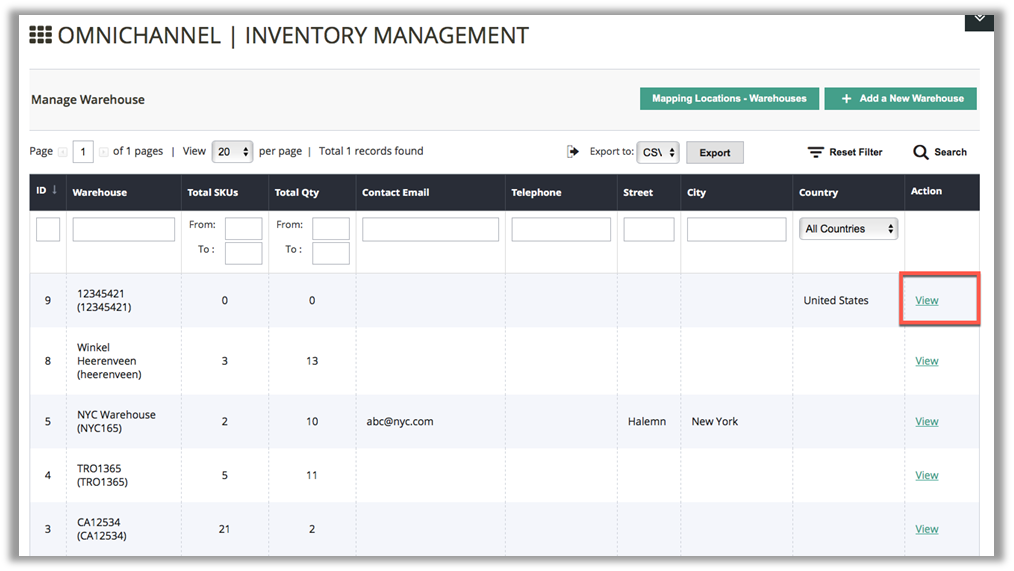 OMNICHANNEL | INVENTORY MANAGEMENT
Manage Warehouse
Mapping Locations - Warehouses
+ Add a New Warehouse
Page 1 of 1 pages | View 20 per page | Total 1 records found
Export to: CSV Export
Reset Filter
Search
ID ↓ Warehouse Total SKUs Total Qty Contact Email Telephone Street City Country Action
From: From: All Countries
To : To :
9 12345421 0 0 United States View
(12345421)
Winkel
8 Heerenveen 3 13 View
(heerenveen)
5 NYC Warehouse 2 10 abc@nyc.com Halemn New York View
(NYC165)
4 TRO1365 5 11 View
(TRO1365)
3 CA12534 21 2 View
(CA12534)